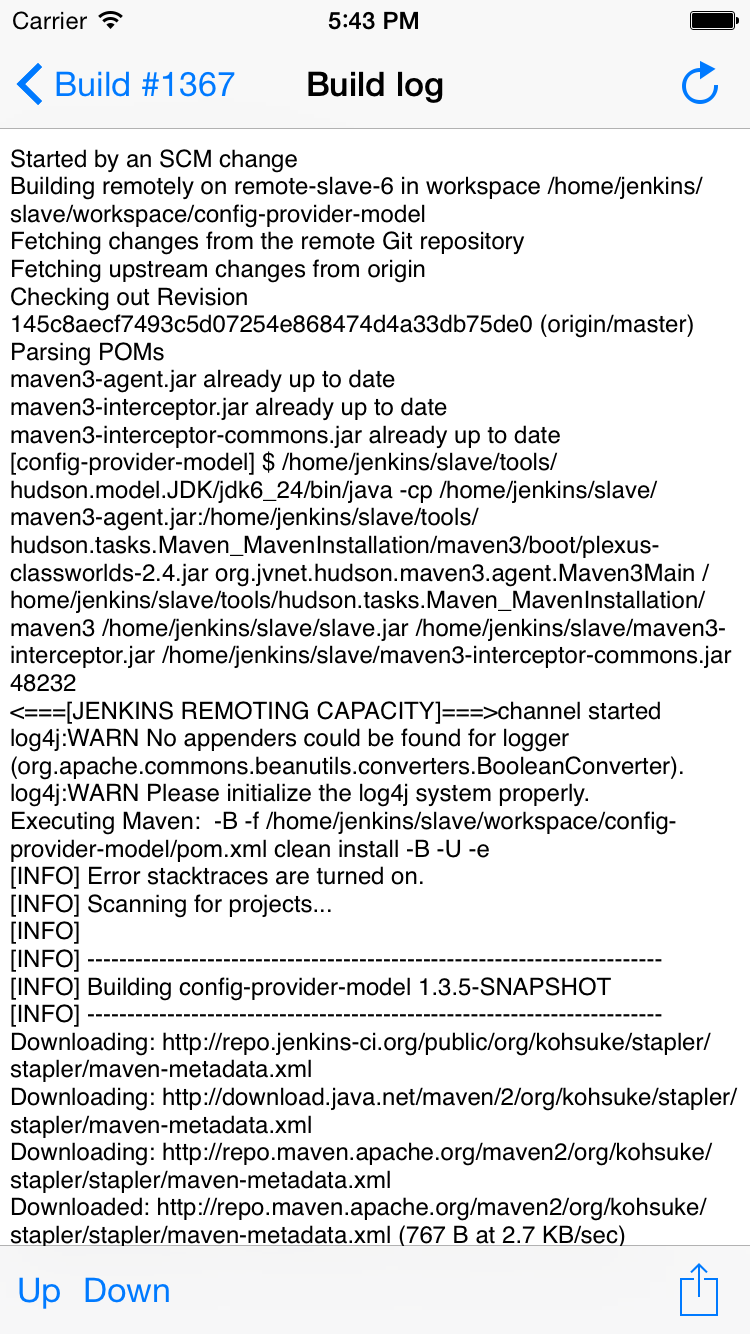 Carrier 5:43 PM
Build #1367 Build log
Started by an SCM change
Building remotely on remote-slave-6 in workspace /home/jenkins/
slave/workspace/config-provider-model
Fetching changes from the remote Git repository
Fetching upstream changes from origin
Checking out Revision
145c8aecf7493c5d07254e868474d4a33db75de0 (origin/master)
Parsing POMs
maven3-agent.jar already up to date
maven3-interceptor.jar already up to date
maven3-interceptor-commons.jar already up to date
[config-provider-model] $ /home/jenkins/slave/tools/
hudson.model.JDK/jdk6_24/bin/java -cp /home/jenkins/slave/
maven3-agent.jar:/home/jenkins/slave/tools/
hudson.tasks.Maven_MavenInstallation/maven3/boot/plexus-
classworlds-2.4.jar org.jvnet.hudson.maven3.agent.Maven3Main /
home/jenkins/slave/tools/hudson.tasks.Maven_MavenInstallation/
maven3 /home/jenkins/slave/slave.jar /home/jenkins/slave/maven3-
interceptor.jar /home/jenkins/slave/maven3-interceptor-commons.jar
48232
<===[JENKINS REMOTING CAPACITY]===>channel started
log4j:WARN No appenders could be found for logger
(org.apache.commons.beanutils.converters.BooleanConverter).
log4j:WARN Please initialize the log4j system properly.
Executing Maven:  -B -f /home/jenkins/slave/workspace/config-
provider-model/pom.xml clean install -B -U -e
[INFO] Error stacktraces are turned on.
[INFO] Scanning for projects...
[INFO]
[INFO] ------------------------------------------------------------------------
[INFO] Building config-provider-model 1.3.5-SNAPSHOT
[INFO] ------------------------------------------------------------------------
Downloading: http://repo.jenkins-ci.org/public/org/kohsuke/stapler/
stapler/maven-metadata.xml
Downloading: http://download.java.net/maven/2/org/kohsuke/stapler/
stapler/maven-metadata.xml
Downloading: http://repo.maven.apache.org/maven2/org/kohsuke/
stapler/stapler/maven-metadata.xml
Downloaded: http://repo.maven.apache.org/maven2/org/kohsuke/
stapler/stapler/maven-metadata.xml (767 B at 2.7 KB/sec)
Up Down